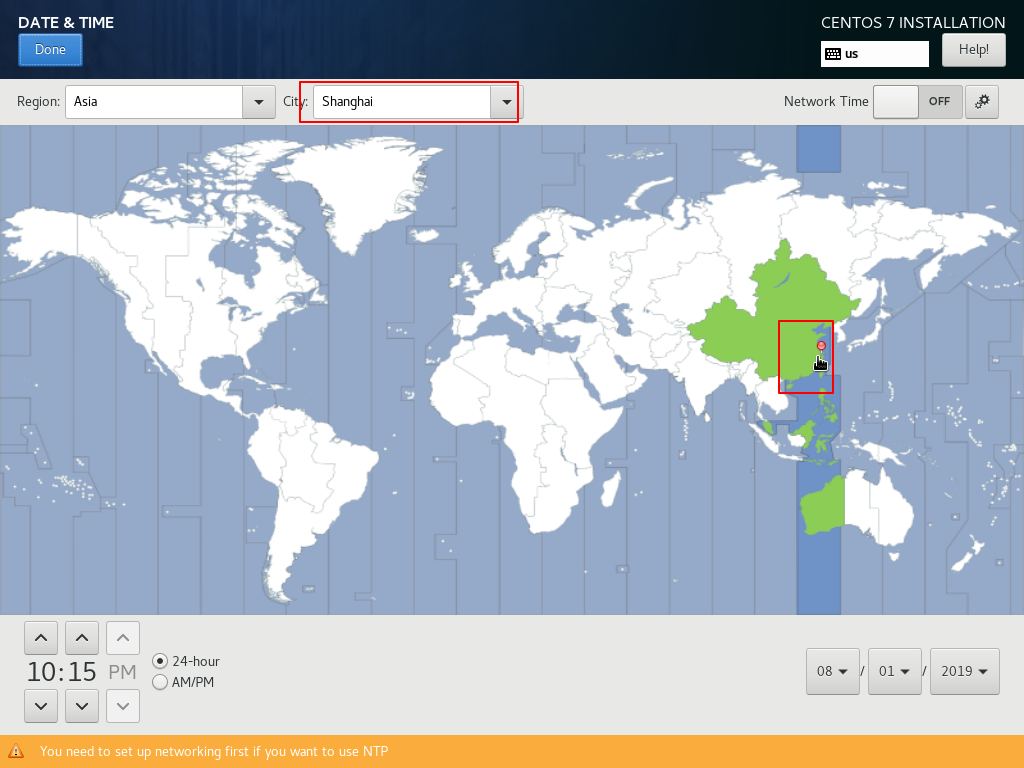 DATE & TIME
CENTOS 7 INSTALLATION
Done
us
Help!
Region: Asia City: Shanghai Network Time OFF
10:15 PM
24-hour
AM/PM
08 / 01 / 2019
You need to set up networking first if you want to use NTP